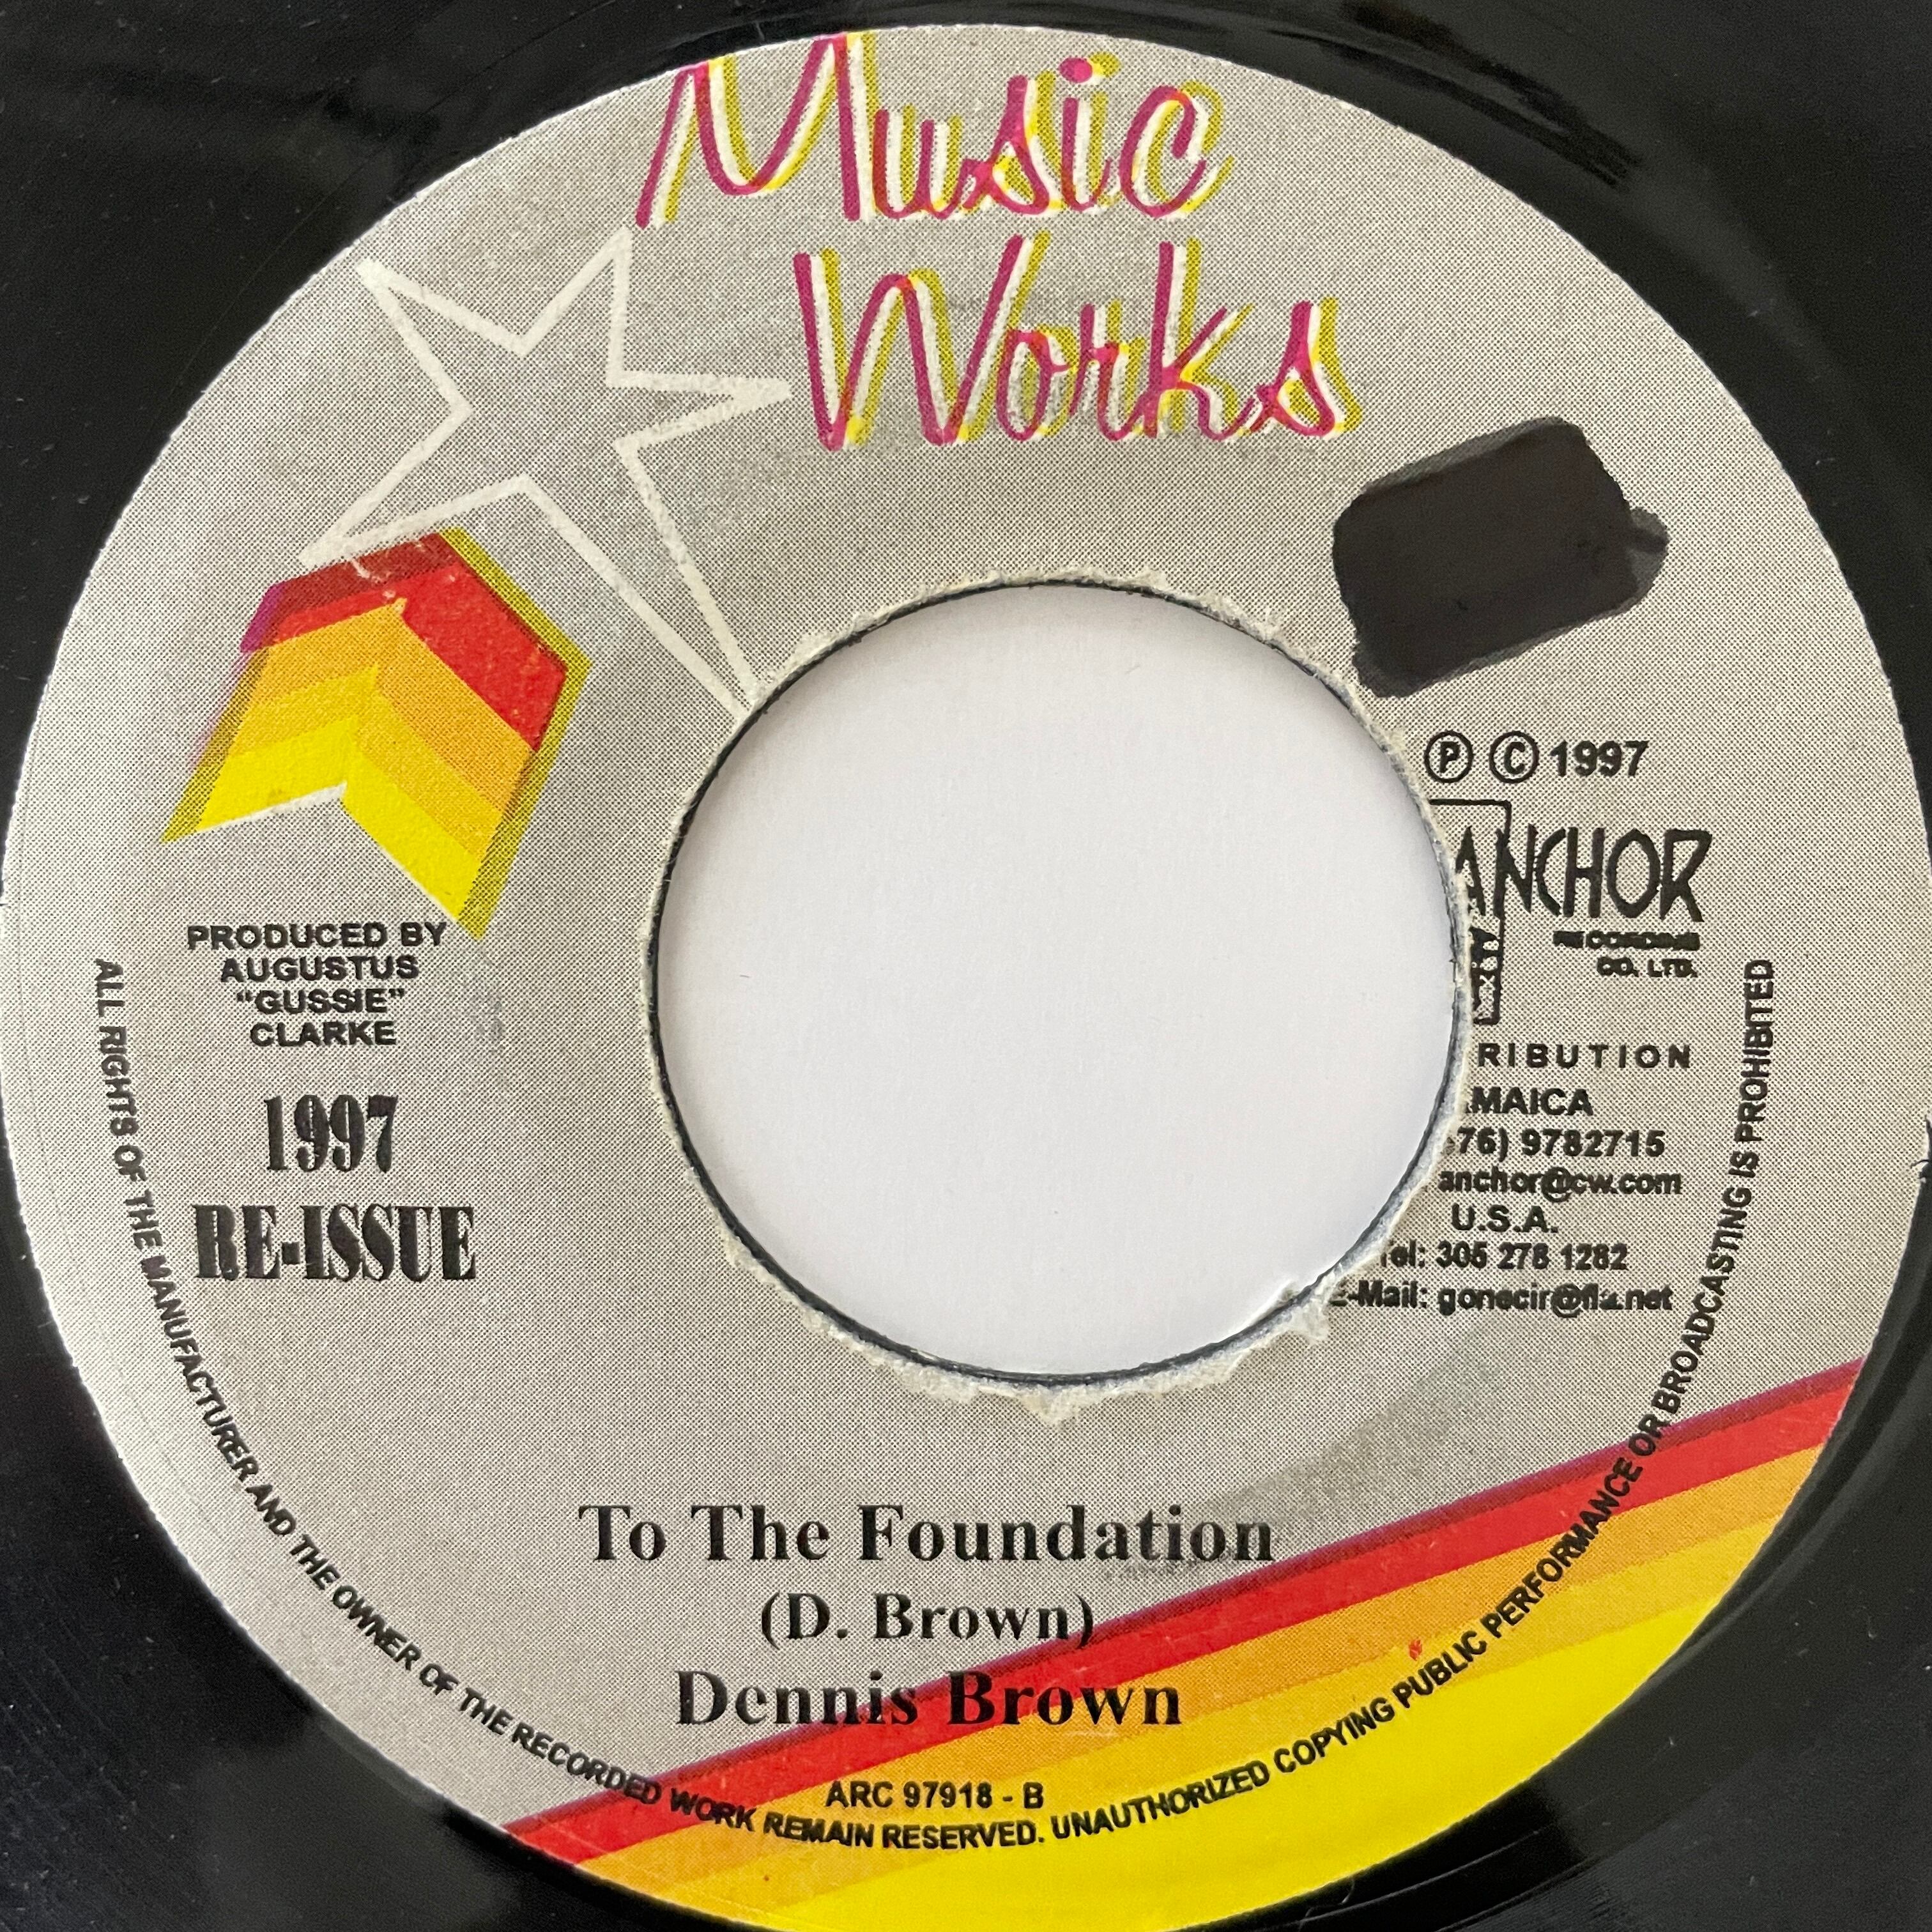 Music
Works
PRODUCED BY
AUGUSTUS
"GUSSIE"
CLARKE
1997
RE-ISSUE
Ⓟ Ⓒ 1997
ANCHOR
RECORDING
CO. LTD.
RIBUTION
MAICA
76) 9782715
anchor@cw.com
U.S.A.
Tel: 305 278 1282
E-Mail: gonecir@fla.net
To The Foundation
(D. Brown)
Dennis Brown
ARC 97918 - B
ALL RIGHTS OF THE MANUFACTURER AND THE OWNER OF THE RECORDED WORK REMAIN RESERVED. UNAUTHORIZED COPYING PUBLIC PERFORMANCE OR BROADCASTING IS PROHIBITED